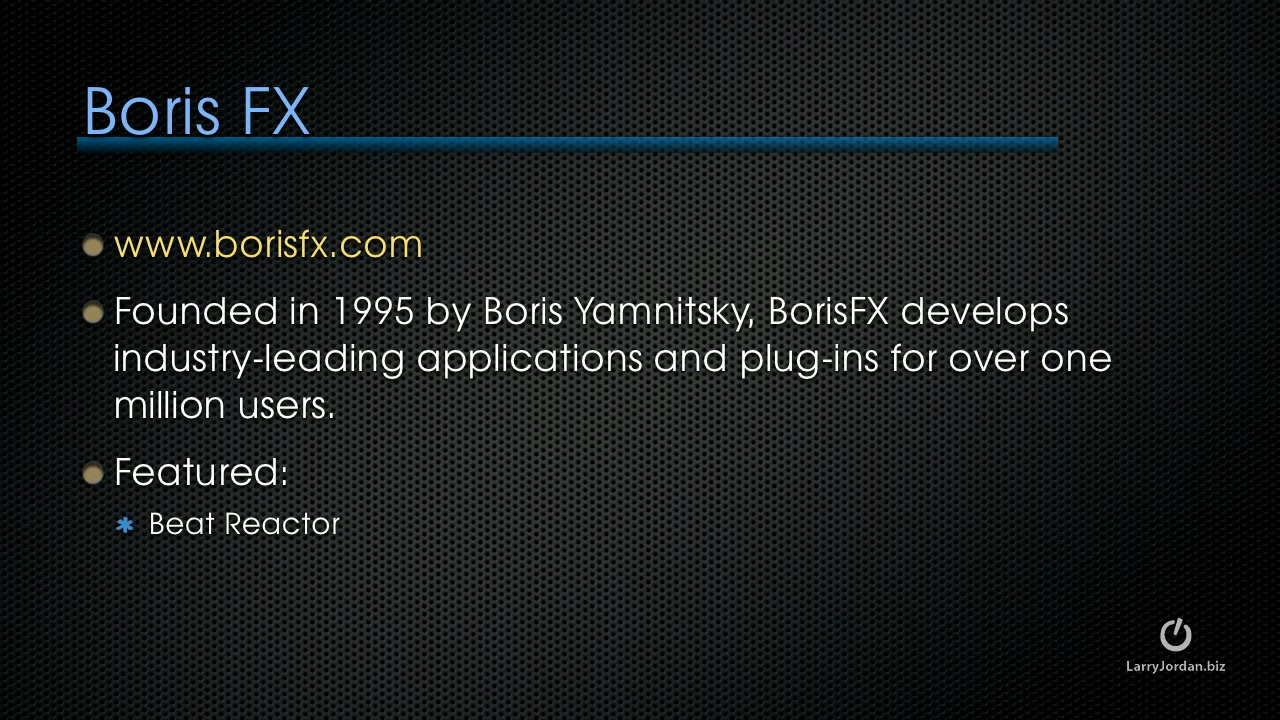 Boris FX
www.borisfx.com
Founded in 1995 by Boris Yamnitsky, BorisFX develops
industry-leading applications and plug-ins for over one
million users.
Featured:
Beat Reactor
LarryJordan.biz